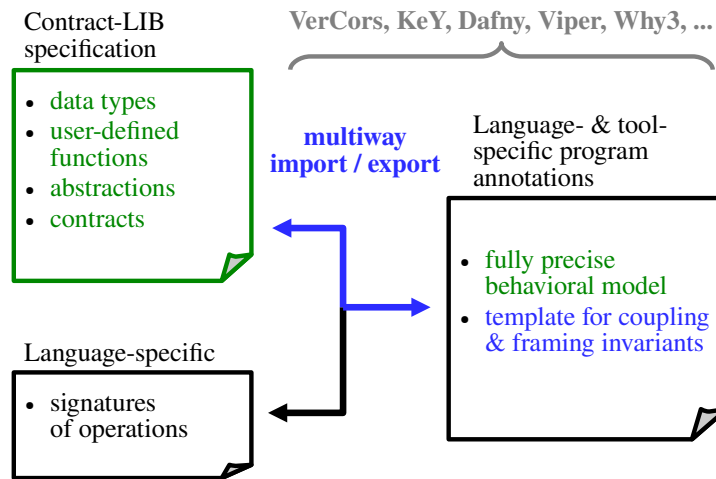 Contract-LIB
specification
VerCors, KeY, Dafny, Viper, Why3, ...
• data types
• user-defined
functions
• abstractions
• contracts
multiway
import / export
Language- & tool-
specific program
annotations
• fully precise
behavioral model
• template for coupling
& framing invariants
Language-specific
• signatures
of operations